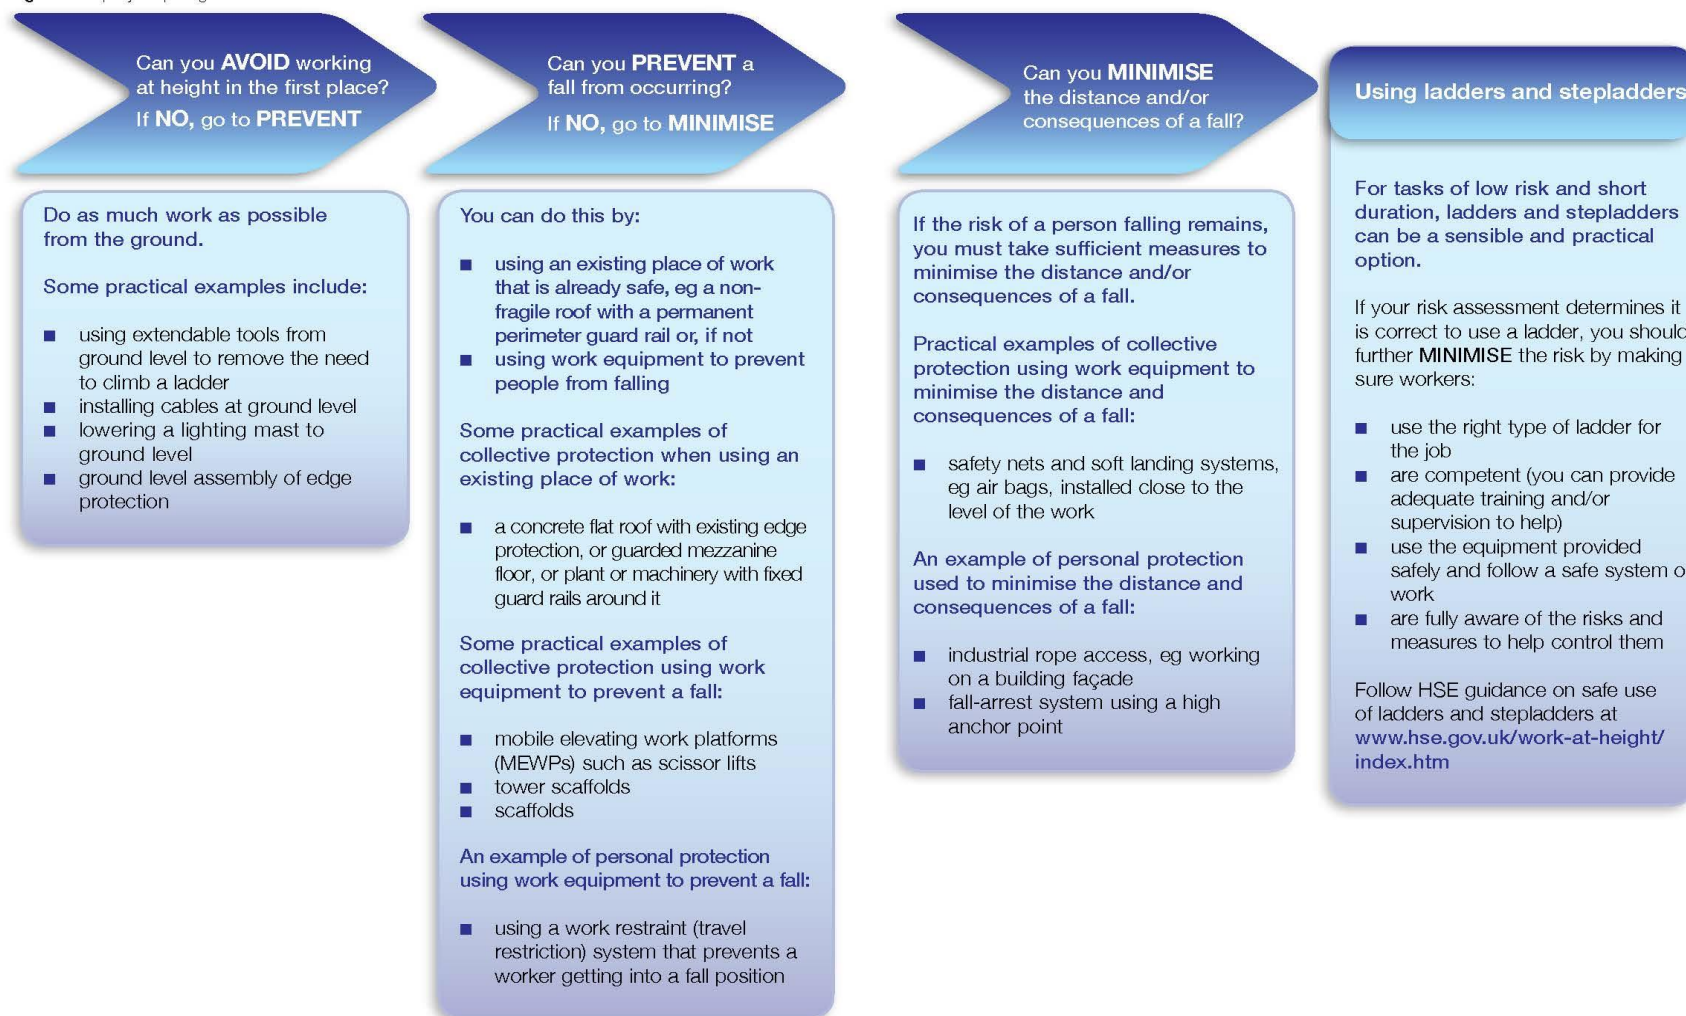 Can you AVOID working
at height in the first place?
If NO, go to PREVENT
Do as much work as possible
from the ground.
Some practical examples include:
■ using extendable tools from
ground level to remove the need
to climb a ladder
■ installing cables at ground level
■ lowering a lighting mast to
ground level
■ ground level assembly of edge
protection
Can you PREVENT a
fall from occurring?
If NO, go to MINIMISE
You can do this by:
■ using an existing place of work
that is already safe, eg a non-
fragile roof with a permanent
perimeter guard rail or, if not
■ using work equipment to prevent
people from falling
Some practical examples of
collective protection when using an
existing place of work:
■ a concrete flat roof with existing edge
protection, or guarded mezzanine
floor, or plant or machinery with fixed
guard rails around it
Some practical examples of
collective protection using work
equipment to prevent a fall:
■ mobile elevating work platforms
(MEWPs) such as scissor lifts
■ tower scaffolds
■ scaffolds
An example of personal protection
using work equipment to prevent a fall:
■ using a work restraint (travel
restriction) system that prevents a
worker getting into a fall position
Can you MINIMISE
the distance and/or
consequences of a fall?
If the risk of a person falling remains,
you must take sufficient measures to
minimise the distance and/or
consequences of a fall.
Practical examples of collective
protection using work equipment to
minimise the distance and
consequences of a fall:
■ safety nets and soft landing systems,
eg air bags, installed close to the
level of the work
An example of personal protection
used to minimise the distance and
consequences of a fall:
■ industrial rope access, eg working
on a building façade
■ fall-arrest system using a high
anchor point
Using ladders and stepladders
For tasks of low risk and short
duration, ladders and stepladders
can be a sensible and practical
option.
If your risk assessment determines it
is correct to use a ladder, you should
further MINIMISE the risk by making
sure workers:
■ use the right type of ladder for
the job
■ are competent (you can provide
adequate training and/or
supervision to help)
■ use the equipment provided
safely and follow a safe system o
work
■ are fully aware of the risks and
measures to help control them
Follow HSE guidance on safe use
of ladders and stepladders at
www.hse.gov.uk/work-at-height/
index.htm